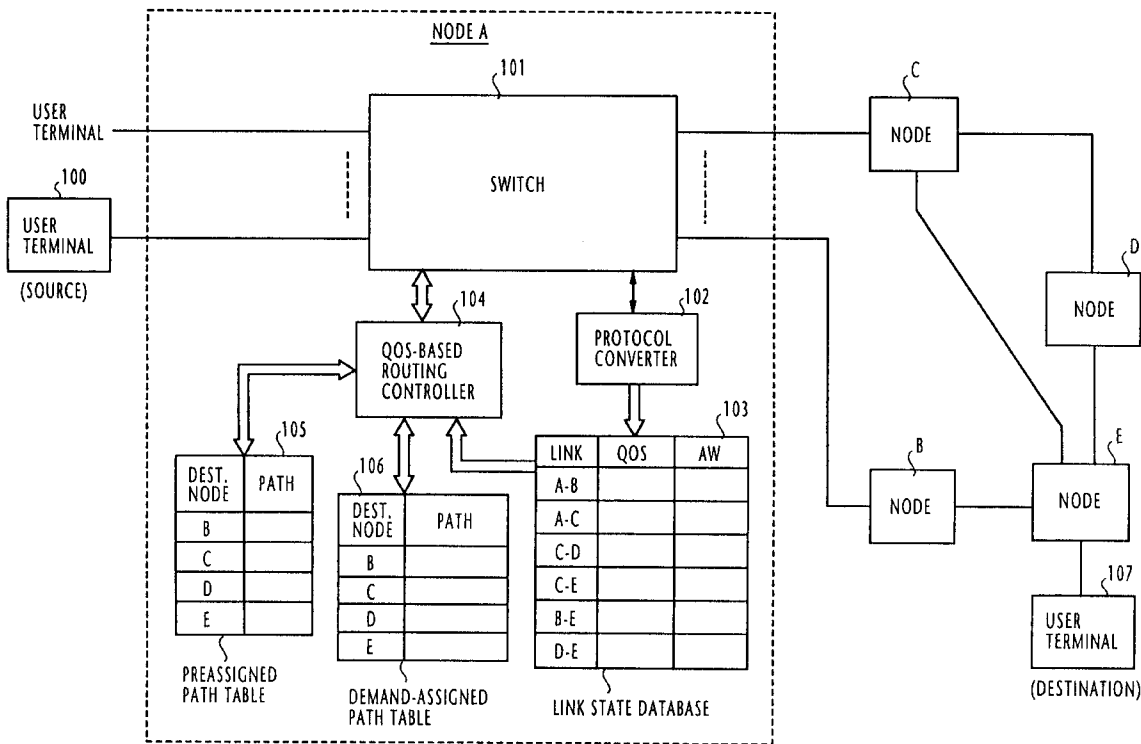 NODE A
101
USER
TERMINAL
100
USER
TERMINAL
(SOURCE)
SWITCH
C
NODE
D
NODE
104
QOS-BASED
ROUTING
CONTROLLER
102
PROTOCOL
CONVERTER
105
DEST.
NODE
PATH
B
C
D
E
PREASSIGNED
PATH TABLE
106
DEST.
NODE
PATH
B
C
D
E
DEMAND-ASSIGNED
PATH TABLE
103
LINK QOS AW
A-B
A-C
C-D
C-E
B-E
D-E
LINK STATE DATABASE
B
NODE
E
NODE
107
USER
TERMINAL
(DESTINATION)